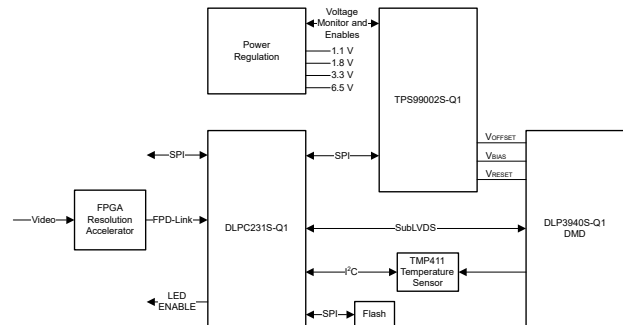 Voltage
Monitor and
Enables
Power
Regulation
1.1 V
1.8 V
3.3 V
6.5 V
TPS99002S-Q1
VOFFSET
VBIAS
VRESET
SPI
SPI
Video
FPGA
Resolution
Accelerator
FPD-Link
DLPC231S-Q1
SubLVDS
DLP3940S-Q1
DMD
I²C
TMP411
Temperature
Sensor
LED
ENABLE
SPI
Flash